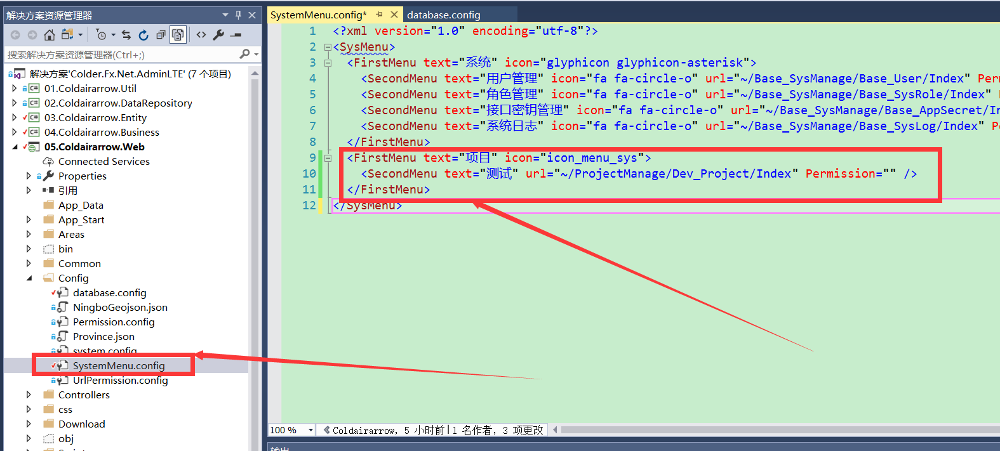 解决方案资源管理器
搜索解决方案资源管理器(Ctrl+;)
解决方案'Colder.Fx.Net.AdminLTE' (7 个项目)
01.Coldairarrow.Util
02.Coldairarrow.DataRepository
03.Coldairarrow.Entity
04.Coldairarrow.Business
05.Coldairarrow.Web
Connected Services
Properties
引用
App_Data
App_Start
Areas
bin
Common
Config
database.config
NingboGeojson.json
Permission.config
Province.json
system.config
SystemMenu.config
UrlPermission.config
Controllers
css
Download
obj
SystemMenu.config*
database.config
1 <?xml version="1.0" encoding="utf-8"?>
2 <SysMenu>
3 <FirstMenu text="系统" icon="glyphicon glyphicon-asterisk">
4 <SecondMenu text="用户管理" icon="fa fa-circle-o" url="~/Base_SysManage/Base_User/Index" Per
5 <SecondMenu text="角色管理" icon="fa fa-circle-o" url="~/Base_SysManage/Base_SysRole/Index"
6 <SecondMenu text="接口密钥管理" icon="fa fa-circle-o" url="~/Base_SysManage/Base_AppSecret/I
7 <SecondMenu text="系统日志" icon="fa fa-circle-o" url="~/Base_SysManage/Base_SysLog/Index" P
8 </FirstMenu>
9 <FirstMenu text="项目" icon="icon_menu_sys">
10 <SecondMenu text="测试" url="~/ProjectManage/Dev_Project/Index" Permission="" />
11 </FirstMenu>
12 </SysMenu>
100 %
Coldairarrow, 5 小时前|1 名作者, 3 项更改
输出